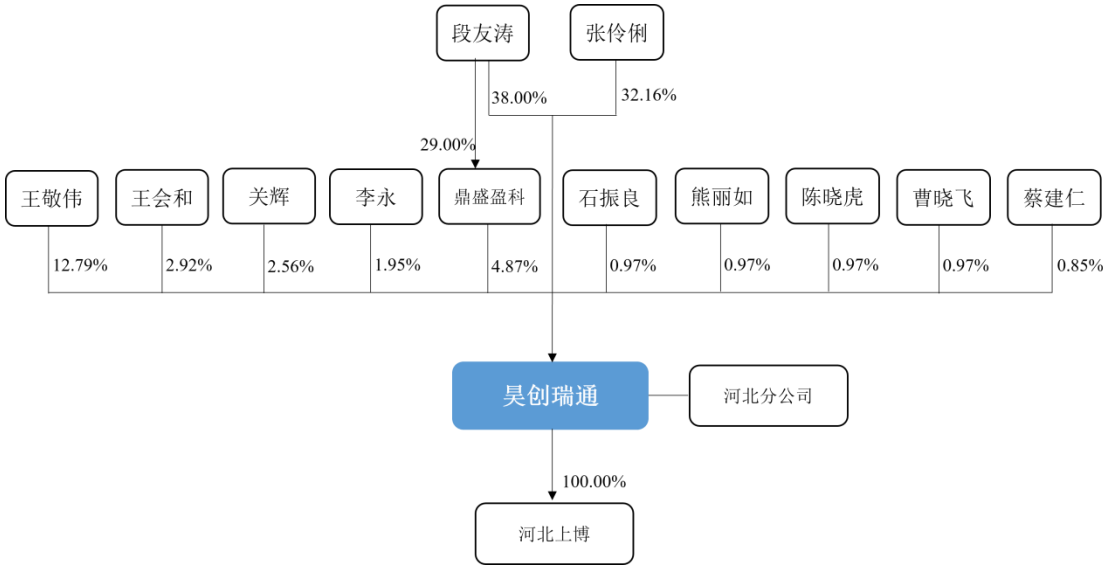 段友涛
张伶俐
38.00%
32.16%
29.00%
王敬伟
王会和
关辉
李永
鼎盛盈科
石振良
熊丽如
陈晓虎
曹晓飞
蔡建仁
12.79%
2.92%
2.56%
1.95%
4.87%
0.97%
0.97%
0.97%
0.97%
0.85%
昊创瑞通
河北分公司
100.00%
河北上博